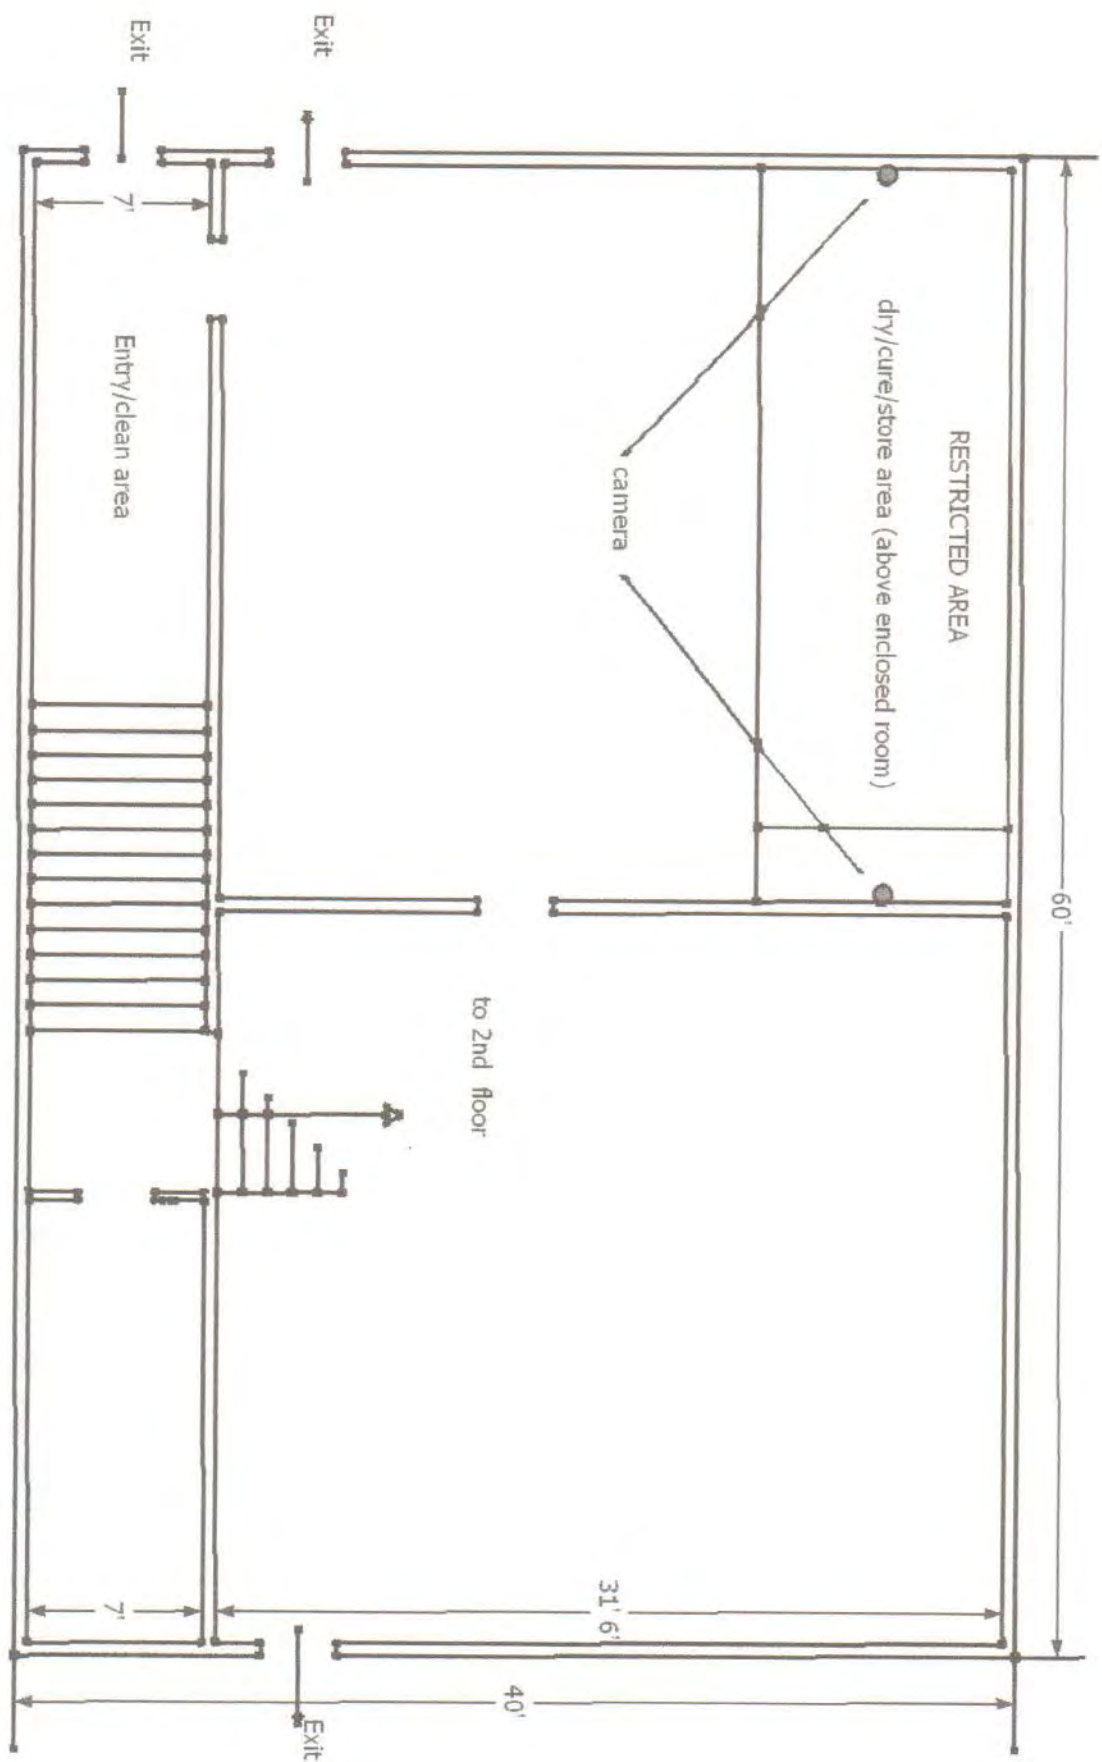 60'
RESTRICTED AREA
dry/cure/store area (above enclosed room)
camera
to 2nd floor
31' 6'
40'
Exit
Exit
Exit
7'
Entry/clean area
7'